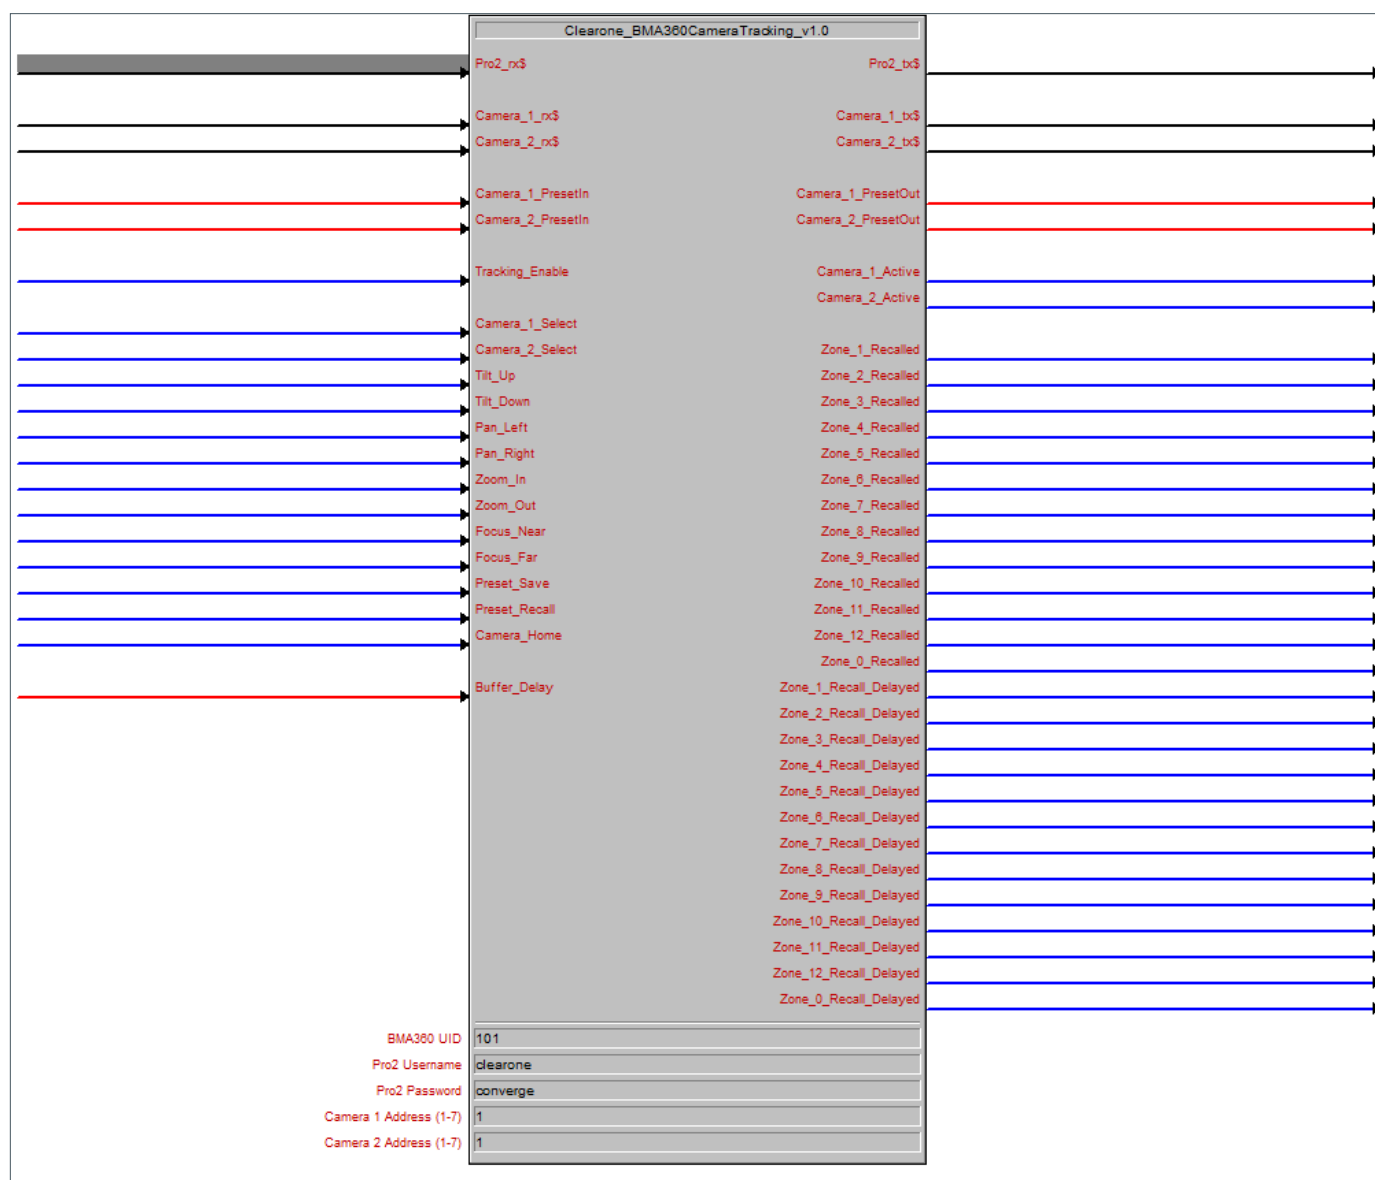 Clearone_BMA360CameraTracking_v1.0
Pro2_rx$ Pro2_tx$
Camera_1_rx$ Camera_1_tx$
Camera_2_rx$ Camera_2_tx$
Camera_1_PresetIn Camera_1_PresetOut
Camera_2_PresetIn Camera_2_PresetOut
Tracking_Enable Camera_1_Active
Camera_2_Active
Camera_1_Select
Camera_2_Select Zone_1_Recalled
Tilt_Up Zone_2_Recalled
Tilt_Down Zone_3_Recalled
Pan_Left Zone_4_Recalled
Pan_Right Zone_5_Recalled
Zoom_In Zone_6_Recalled
Zoom_Out Zone_7_Recalled
Focus_Near Zone_8_Recalled
Focus_Far Zone_9_Recalled
Preset_Save Zone_10_Recalled
Preset_Recall Zone_11_Recalled
Camera_Home Zone_12_Recalled
Zone_0_Recalled
Buffer_Delay Zone_1_Recall_Delayed
Zone_2_Recall_Delayed
Zone_3_Recall_Delayed
Zone_4_Recall_Delayed
Zone_5_Recall_Delayed
Zone_6_Recall_Delayed
Zone_7_Recall_Delayed
Zone_8_Recall_Delayed
Zone_9_Recall_Delayed
Zone_10_Recall_Delayed
Zone_11_Recall_Delayed
Zone_12_Recall_Delayed
Zone_0_Recall_Delayed
BMA360 UID 101
Pro2 Username clearone
Pro2 Password converge
Camera 1 Address (1-7) 1
Camera 2 Address (1-7) 1